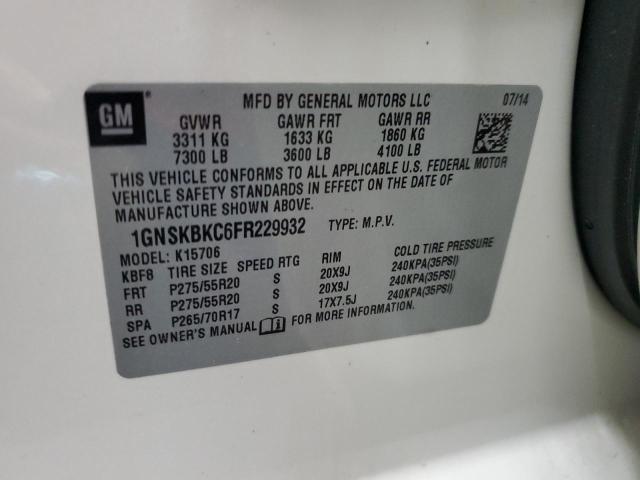 GM
MFD BY GENERAL MOTORS LLC 07/14
GVWR GAWR FRT GAWR RR
3311 KG 1633 KG 1860 KG
7300 LB 3600 LB 4100 LB
THIS VEHICLE CONFORMS TO ALL APPLICABLE U.S. FEDERAL MOTOR
VEHICLE SAFETY STANDARDS IN EFFECT ON THE DATE OF
MANUFACTURE SHOWN ABOVE.
1GNSKBKC6FR229932 TYPE: M.P.V.
MODEL: K15706
KBF8 TIRE SIZE SPEED RTG RIM COLD TIRE PRESSURE
FRT P275/55R20 S 20X9J 240KPA(35PSI)
RR P275/55R20 S 20X9J 240KPA(35PSI)
SPA P265/70R17 S 17X7.5J 240KPA(35PSI)
SEE OWNER'S MANUAL FOR MORE INFORMATION.